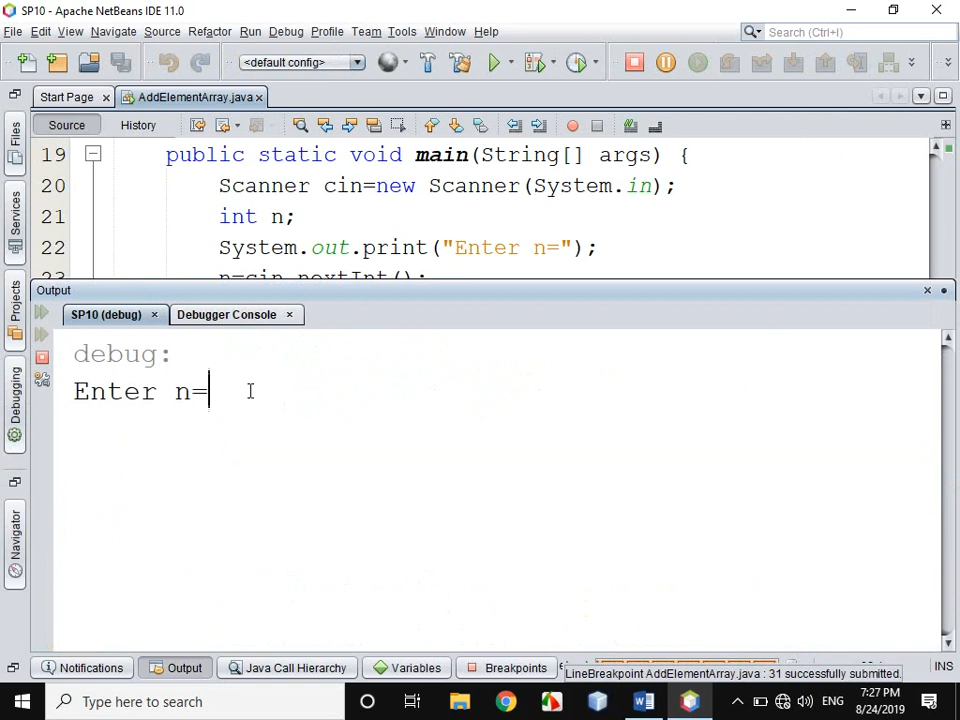 SP10 - Apache NetBeans IDE 11.0
File Edit View Navigate Source Refactor Run Debug Profile Team Tools Window Help
Search (Ctrl+I)
<default config>
Start Page
AddElementArray.java
Source History
19 public static void main(String[] args) {
20 Scanner cin=new Scanner(System.in);
21 int n;
22 System.out.print("Enter n=");
23 n=cin.nextInt();
Files
Services
Projects
Debugging
Navigator
Output
SP10 (debug)
Debugger Console
debug:
Enter n=
Notifications Output Java Call Hierarchy Variables Breakpoints
LineBreakpoint AddElementArray.java : 31 successfully submitted.
INS
Type here to search
ENG
7:27 PM
8/24/2019